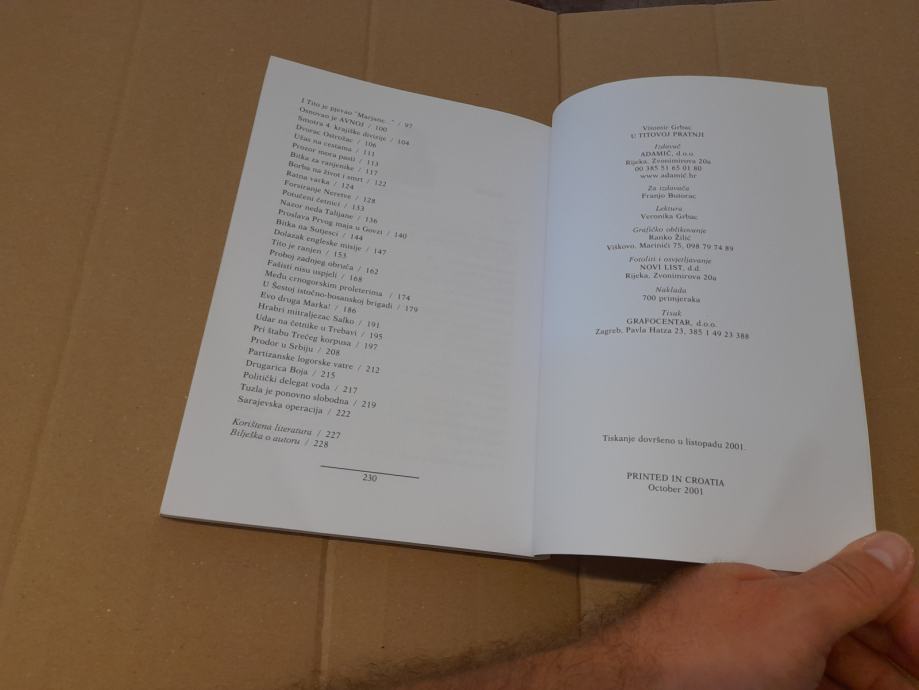 I Tito je pjevao "Marjane..." / 97
Osnovan je AVNOJ / 100
Smotra 4. krajiške divizije / 104
Dvorac Ostrožac / 106
Užas na cestama / 111
Prozor mora pasti / 113
Bitka za ranjenike / 117
Borba na život i smrt / 122
Ratna varka / 124
Forsiranje Neretve / 128
Potučeni četnici / 133
Nazor neda Talijane / 136
Proslava Prvog maja u Govzi / 140
Bitka na Sutjesci / 144
Dolazak engleske misije / 147
Tito je ranjen / 153
Proboj zadnjeg obruča / 162
Fašisti nisu uspjeli / 168
Među crnogorskim proleterima / 174
U Šestoj istočno-bosanskoj brigadi / 179
Evo druga Marka! / 186
Hrabri mitraljezac Salko / 191
Udar na četnike u Trebavi / 195
Pri štabu Trećeg korpusa / 197
Prodor u Srbiju / 208
Partizanske logorske vatre / 212
Drugarica Boja / 215
Politički delegat voda / 217
Tuzla je ponovno slobodna / 219
Sarajevska operacija / 222
Korištena literatura / 227
Bilješka o autoru / 228
230
Vitomir Grbac
U TITOVOJ PRATNJI
Izdavač
ADAMIĆ, d.o.o.
Rijeka, Zvonimirova 20a
00 385 51 65 01 80
www.adamic.hr
Za izdavača
Franjo Butorac
Lektura
Veronika Grbac
Grafičko oblikovanje
Ranko Žilić
Viškovo, Marinići 75, 098 79 74 89
Fotoliti i osvjetljavanje
NOVI LIST, d.d.
Rijeka, Zvonimirova 20a
Naklada
700 primjeraka
Tisak
GRAFOCENTAR, d.o.o.
Zagreb, Pavla Hatza 23, 385 1 49 23 388
Tiskanje dovršeno u listopadu 2001.
PRINTED IN CROATIA
October 2001